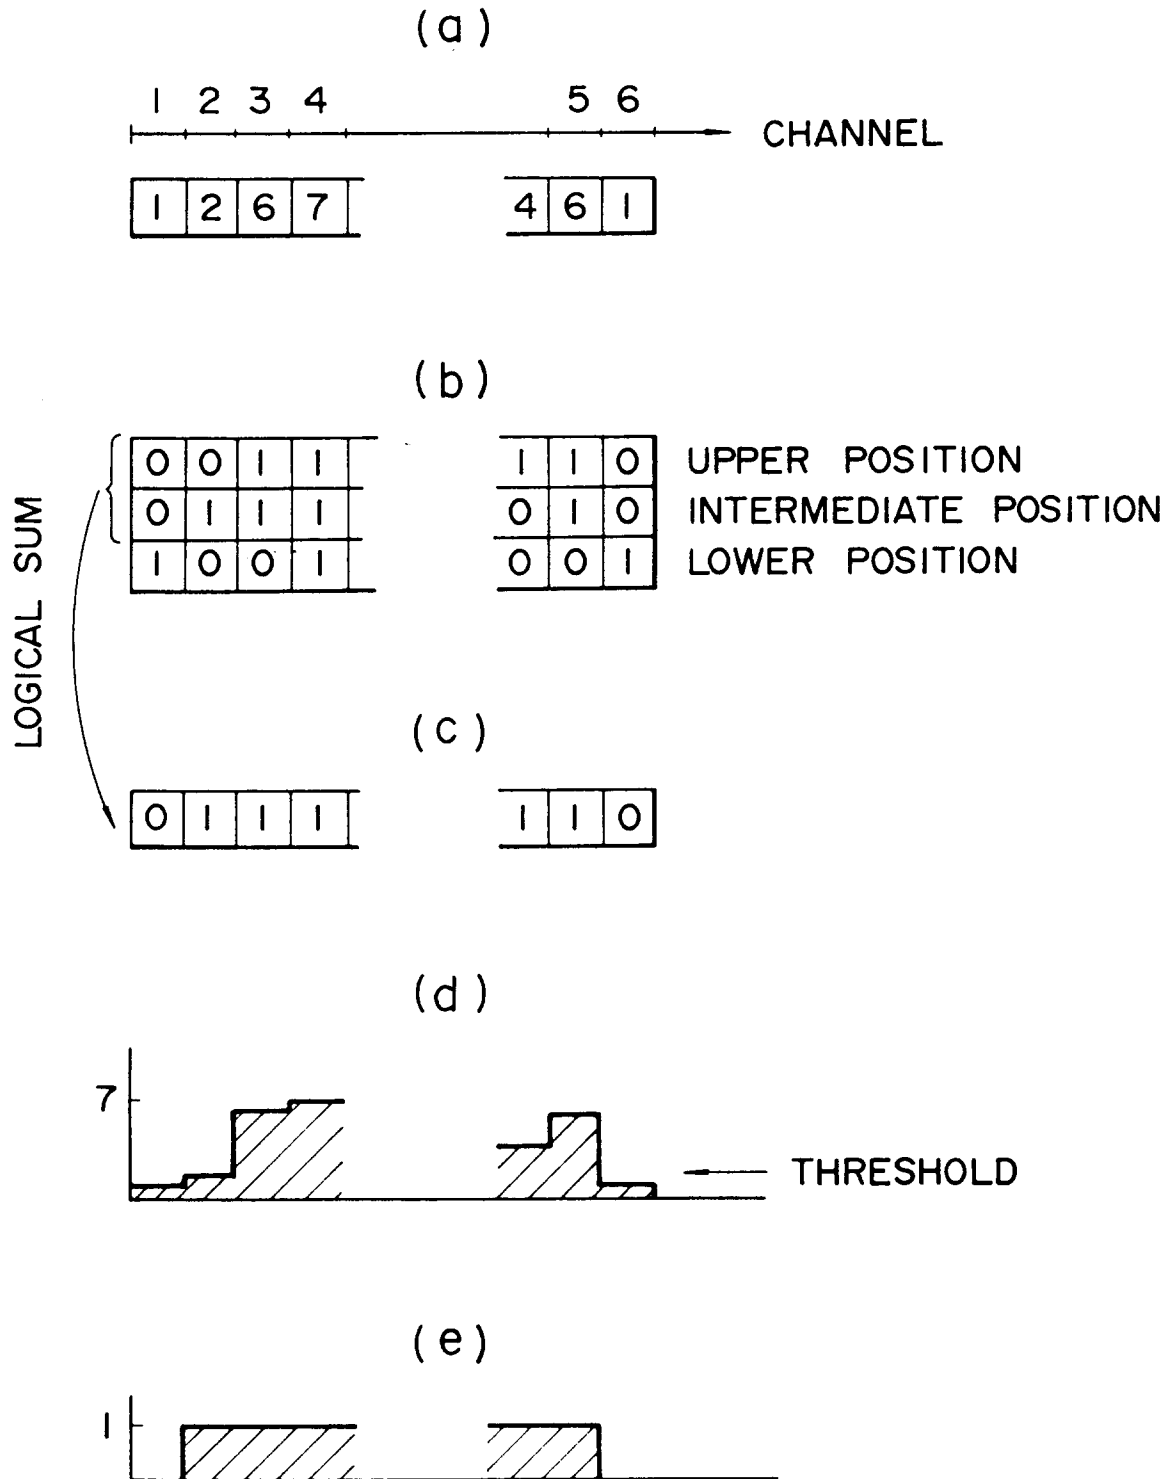 (a)
1 2 3 4 5 6 CHANNEL
1 2 6 7 4 6 1
(b)
0 0 1 1 1 1 0 UPPER POSITION
0 1 1 1 0 1 0 INTERMEDIATE POSITION
1 0 0 1 0 0 1 LOWER POSITION
LOGICAL SUM
(c)
0 1 1 1 1 1 0
(d)
7
THRESHOLD
(e)
1